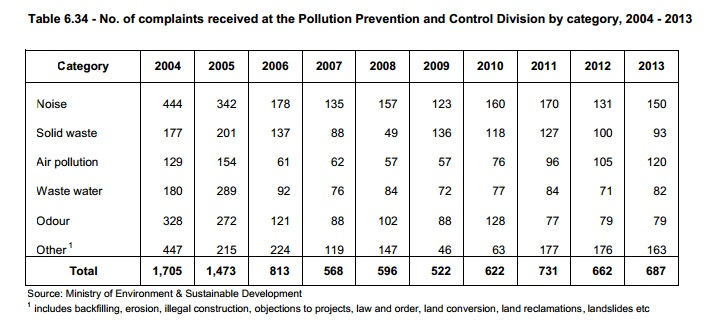 Table 6.34 - No. of complaints received at the Pollution Prevention and Control Division by category, 2004 - 2013
Category 2004 2005 2006 2007 2008 2009 2010 2011 2012 2013
Noise 444 342 178 135 157 123 160 170 131 150
Solid waste 177 201 137 88 49 136 118 127 100 93
Air pollution 129 154 61 62 57 57 76 96 105 120
Waste water 180 289 92 76 84 72 77 84 71 82
Odour 328 272 121 88 102 88 128 77 79 79
Other 1 447 215 224 119 147 46 63 177 176 163
Total 1,705 1,473 813 568 596 522 622 731 662 687
Source: Ministry of Environment & Sustainable Development
1 includes backfilling, erosion, illegal construction, objections to projects, law and order, land conversion, land reclamations, landslides etc